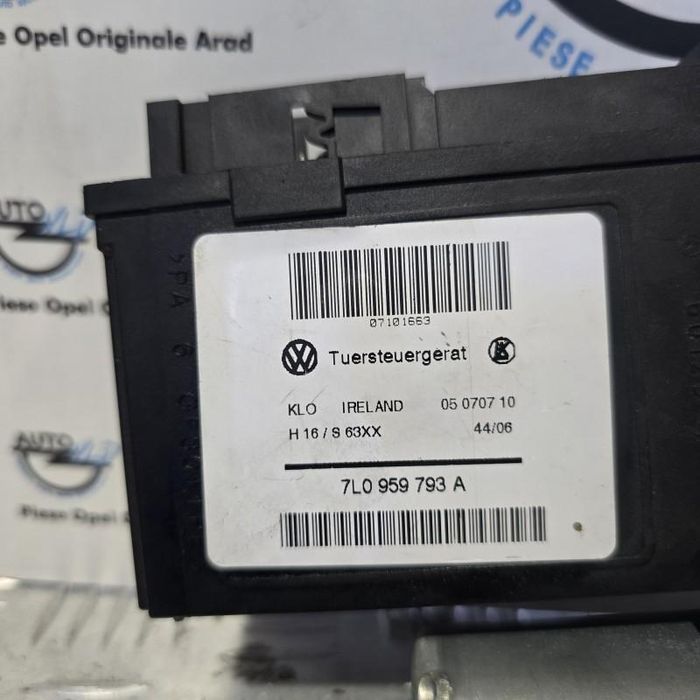 se Opel Originale Arad
PIESE
AUTO
Piese Opel O
07101663
Tuersteuergerat
KLO IRELAND 05 0707 10
H 16 / S 63XX 44/06
7L0 959 793 A
AUTO
Piese Opel